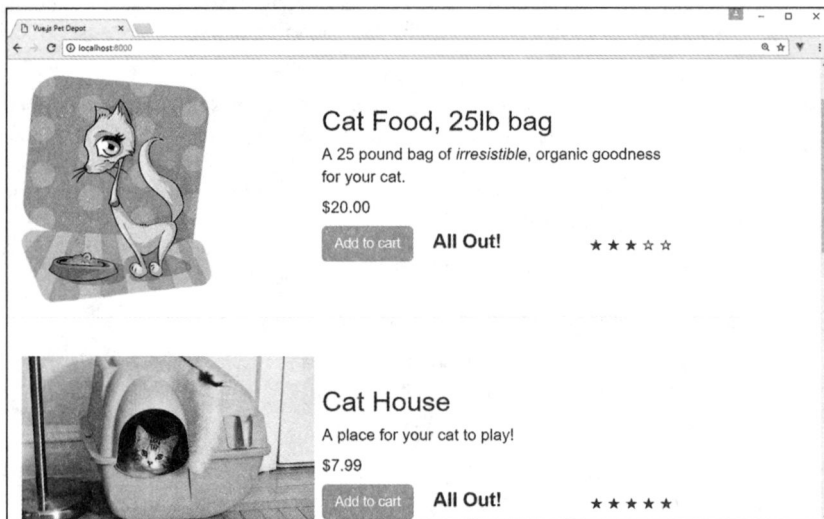 Vue.js Pet Depot
localhost:8000
Cat Food, 25lb bag
A 25 pound bag of irresistible, organic goodness
for your cat.
$20.00
Add to cart All Out! ★★★☆☆
Cat House
A place for your cat to play!
$7.99
Add to cart All Out! ★★★★★